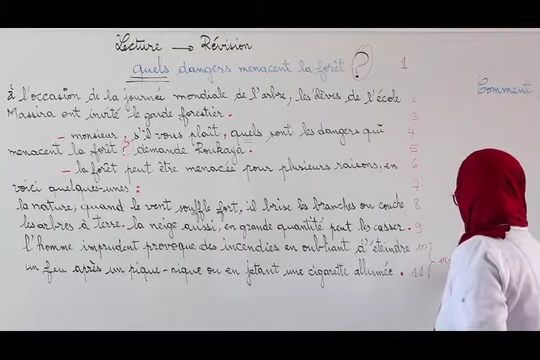 Lecture → Révision
quels dangers menacent la forêt ? 1
Comment
à l'occasion de la journée mondiale de l'arbre, les élèves de l'école 2
Massira ont invité le garde forestier. 3
- monsieur, s'il vous plaît, quels sont les dangers qui 4
menacent la forêt ? demande Roukaya. 5
- la forêt peut être menacée pour plusieurs raisons, en 6
voici quelques-unes : 7
la nature, quand le vent souffle fort, il brise les branches ou couche 8
les arbres à terre. la neige aussi, en grande quantité peut les casser. 9
l'homme imprudent provoque des incendies en oubliant d'éteindre 10
un feu après un pique-nique ou en jetant une cigarette allumée. 11